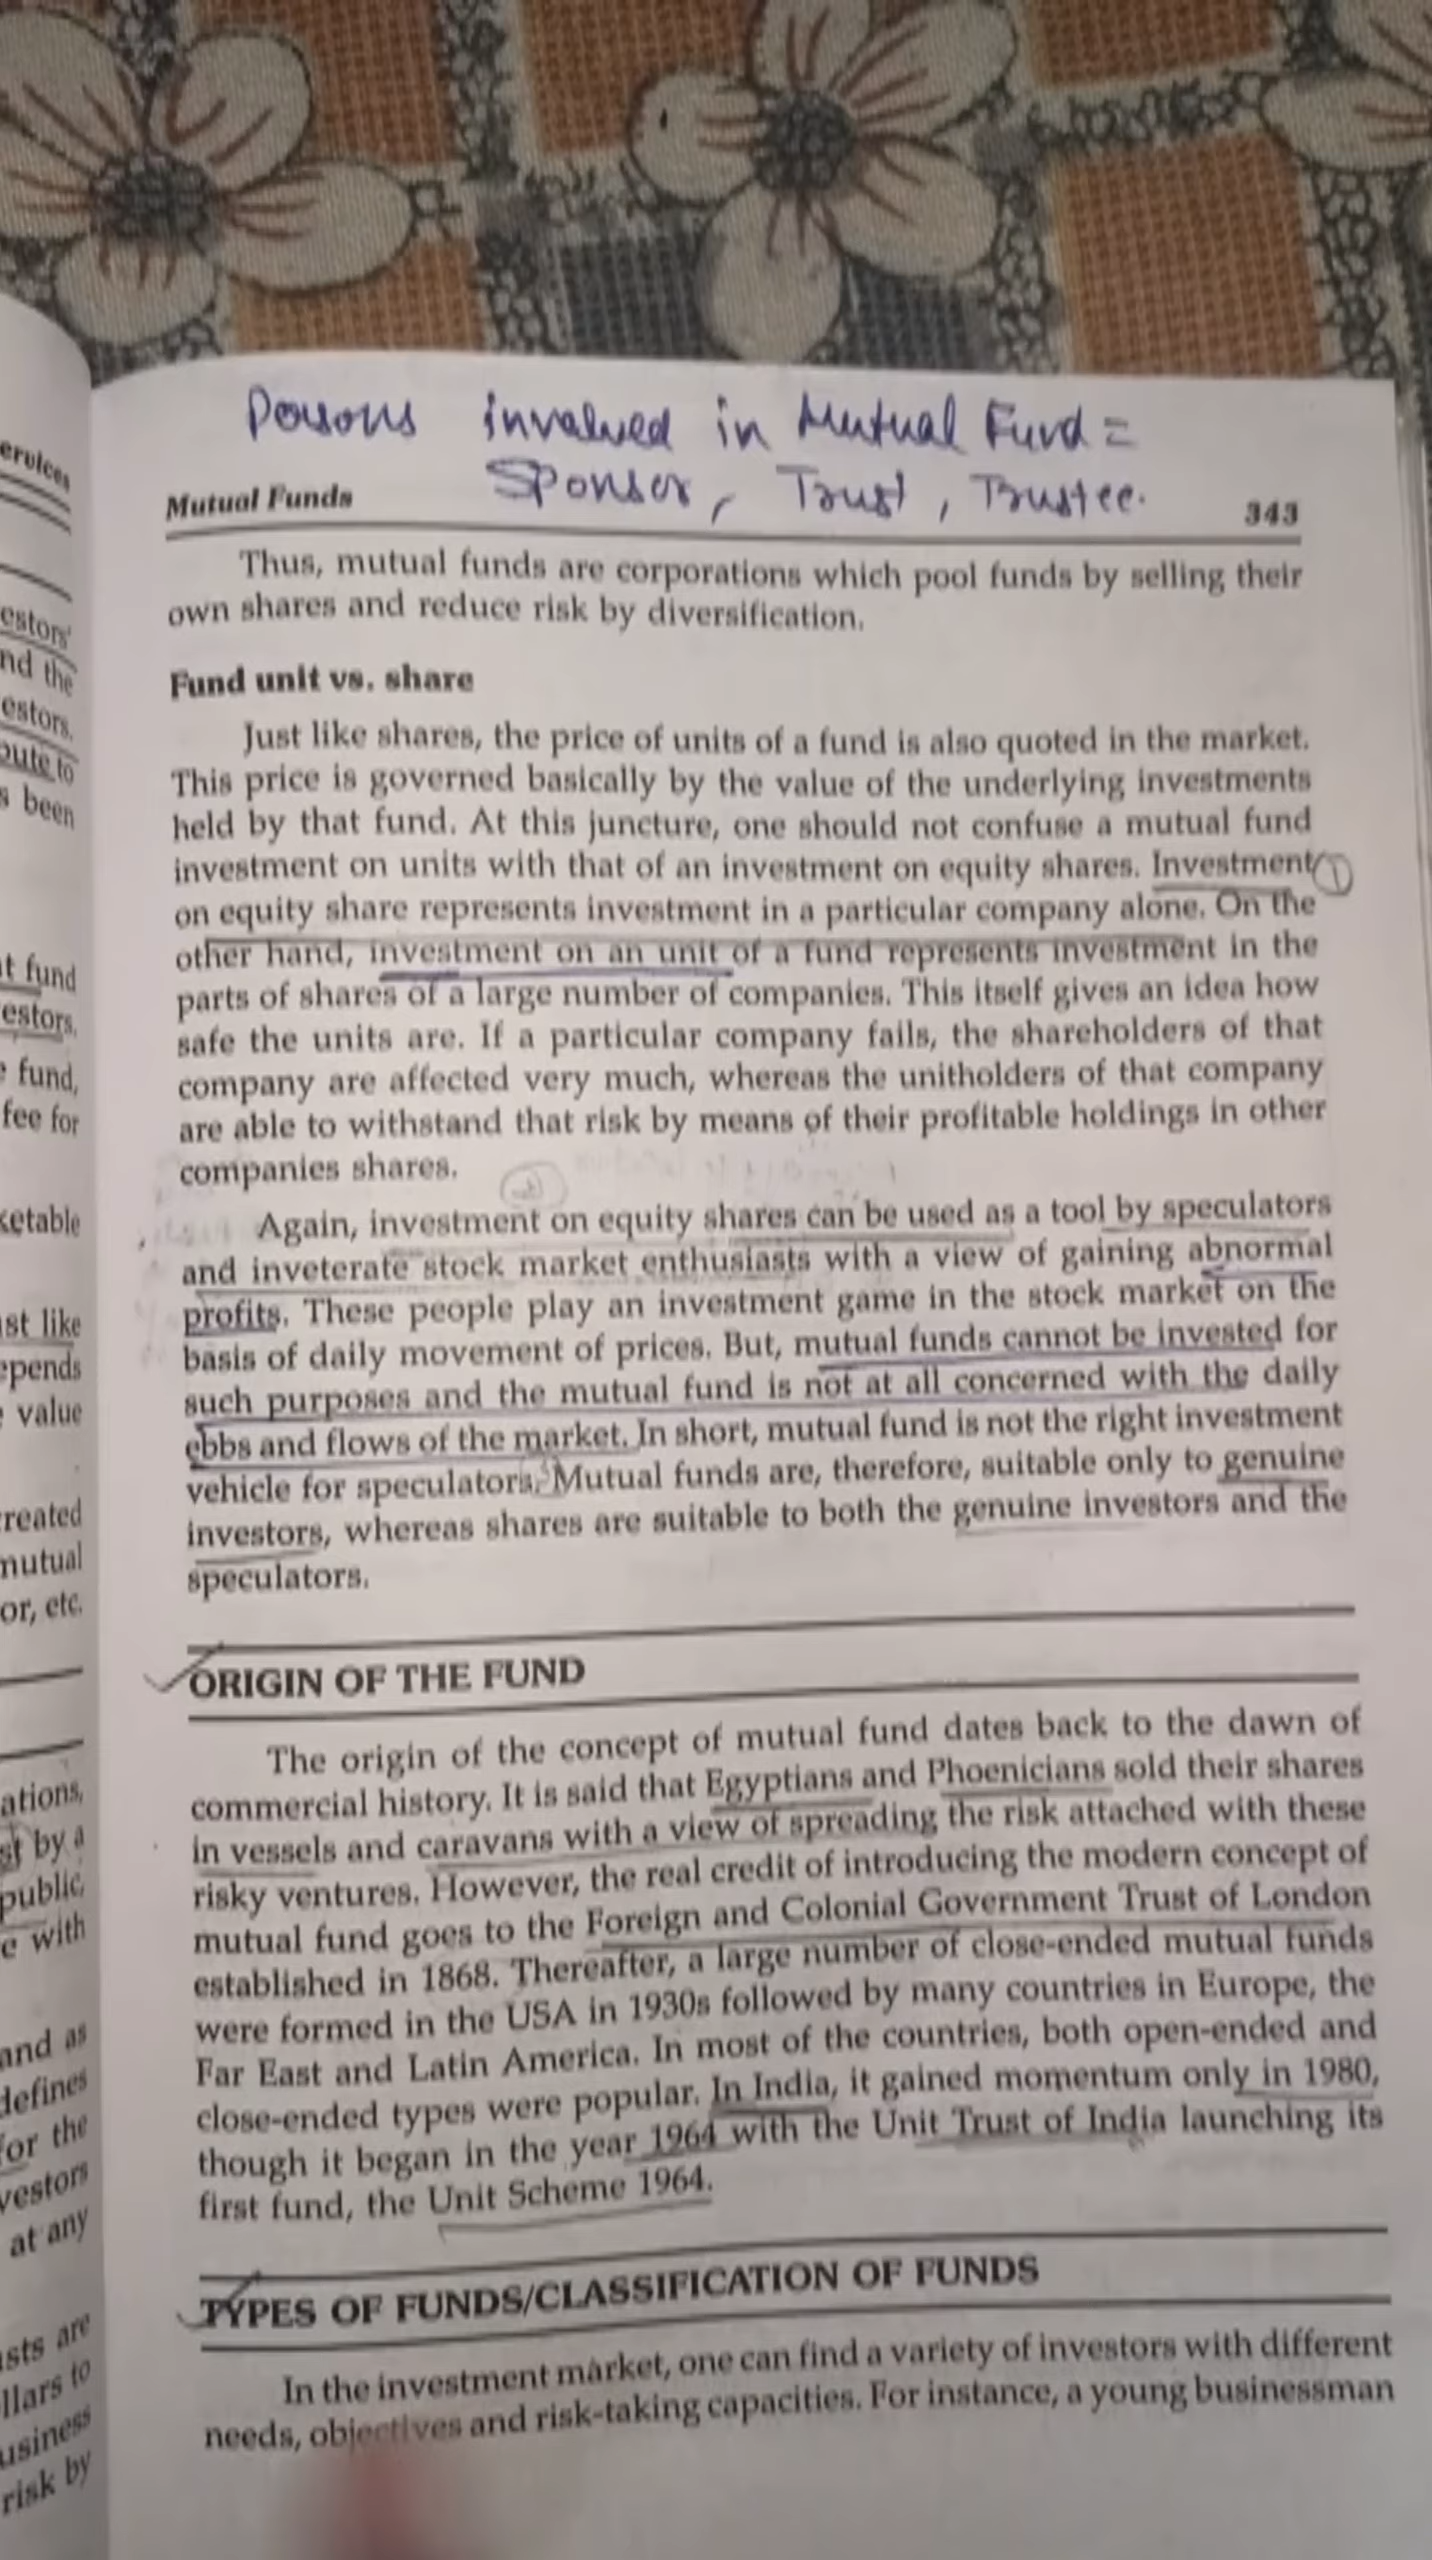 Persons involved in Mutual Fund =
Sponser, Trust, Trustee.
Mutual Funds 343
Thus, mutual funds are corporations which pool funds by selling their
own shares and reduce risk by diversification.
Fund unit vs. share
Just like shares, the price of units of a fund is also quoted in the market.
This price is governed basically by the value of the underlying investments
held by that fund. At this juncture, one should not confuse a mutual fund
investment on units with that of an investment on equity shares. Investment ①
on equity share represents investment in a particular company alone. On the
other hand, investment on an unit of a fund represents investment in the
parts of shares of a large number of companies. This itself gives an idea how
safe the units are. If a particular company fails, the shareholders of that
company are affected very much, whereas the unitholders of that company
are able to withstand that risk by means of their profitable holdings in other
companies shares.
Again, investment on equity shares can be used as a tool by speculators
and inveterate stock market enthusiasts with a view of gaining abnormal
profits. These people play an investment game in the stock market on the
basis of daily movement of prices. But, mutual funds cannot be invested for
such purposes and the mutual fund is not at all concerned with the daily
ebbs and flows of the market. In short, mutual fund is not the right investment
vehicle for speculators. Mutual funds are, therefore, suitable only to genuine
investors, whereas shares are suitable to both the genuine investors and the
speculators.
ORIGIN OF THE FUND
The origin of the concept of mutual fund dates back to the dawn of
commercial history. It is said that Egyptians and Phoenicians sold their shares
in vessels and caravans with a view of spreading the risk attached with these
risky ventures. However, the real credit of introducing the modern concept of
mutual fund goes to the Foreign and Colonial Government Trust of London
established in 1868. Thereafter, a large number of close-ended mutual funds
were formed in the USA in 1930s followed by many countries in Europe, the
Far East and Latin America. In most of the countries, both open-ended and
close-ended types were popular. In India, it gained momentum only in 1980,
though it began in the year 1964 with the Unit Trust of India launching its
first fund, the Unit Scheme 1964.
TYPES OF FUNDS/CLASSIFICATION OF FUNDS
In the investment market, one can find a variety of investors with different
needs, objectives and risk-taking capacities. For instance, a young businessman